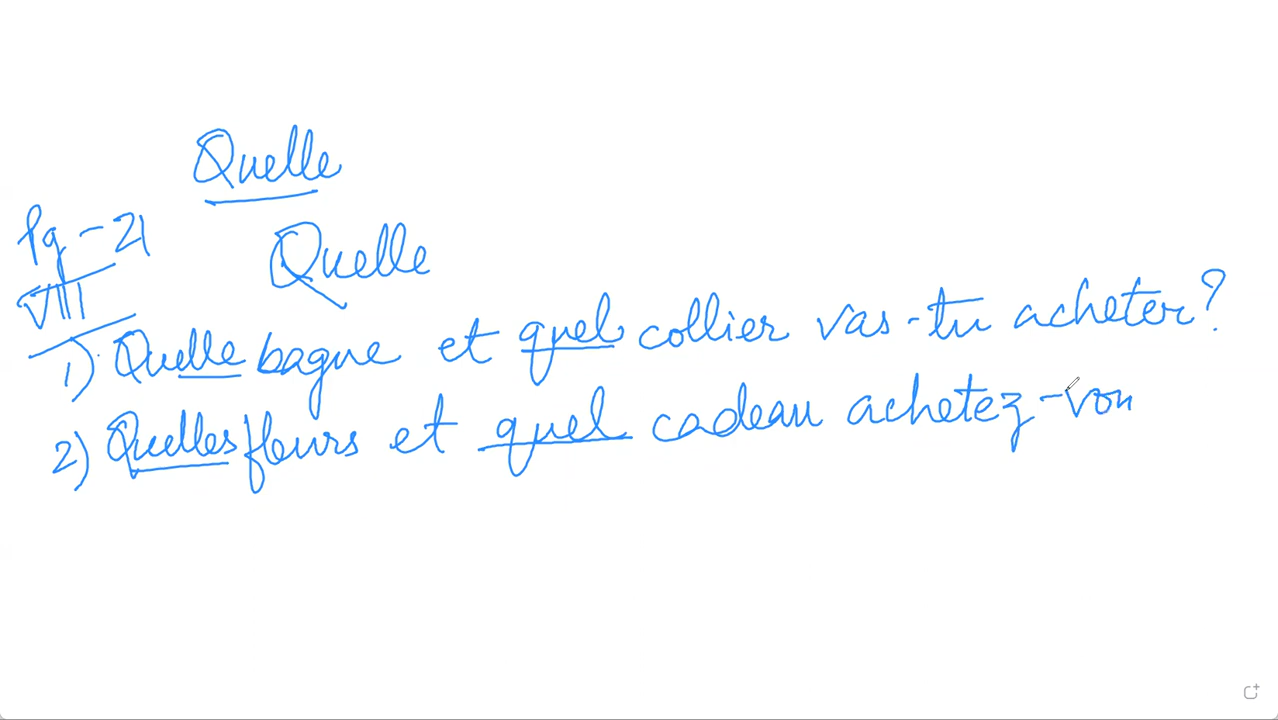 Quelle
Pg - 21
Quelle
VIII
1) Quelle bague et quel collier vas-tu acheter?
2) Quelles fleurs et quel cadeau achetez-vou